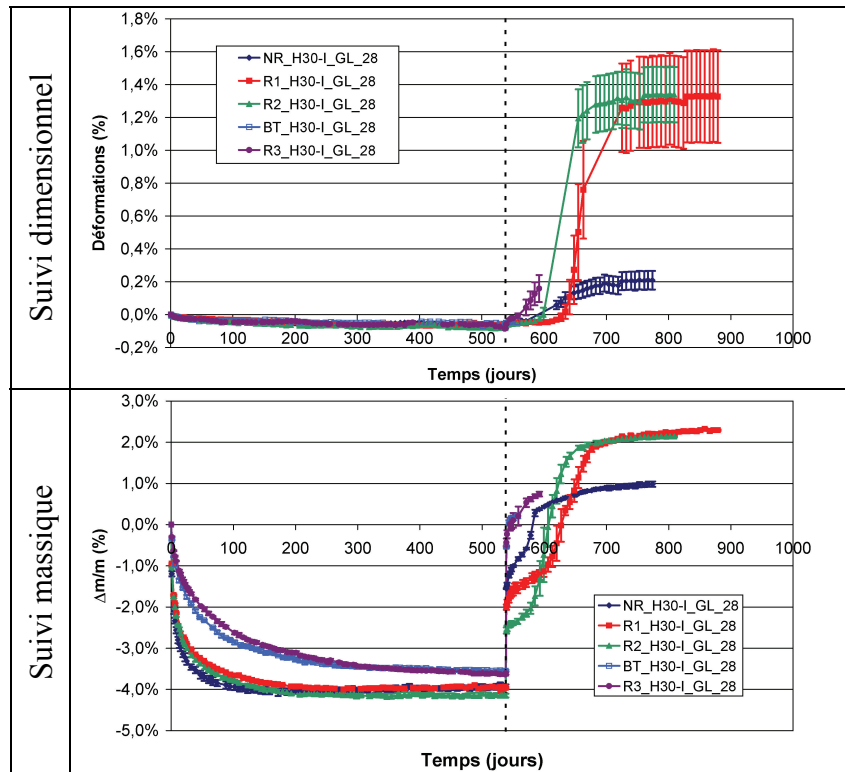 Suivi dimensionnel
1,8%
1,6%
1,4%
1,2%
1,0%
0,8%
0,6%
0,4%
0,2%
0,0%
-0,2%
Déformations (%)
NR_H30-I_GL_28
R1_H30-I_GL_28
R2_H30-I_GL_28
BT_H30-I_GL_28
R3_H30-I_GL_28
0 100 200 300 400 500 600 700 800 900 1000
Temps (jours)
Suivi massique
3,0%
2,0%
1,0%
0,0%
-1,0%
-2,0%
-3,0%
-4,0%
-5,0%
Δm/m (%)
0 100 200 300 400 500 600 700 800 900 1000
NR_H30-I_GL_28
R1_H30-I_GL_28
R2_H30-I_GL_28
BT_H30-I_GL_28
R3_H30-I_GL_28
Temps (jours)